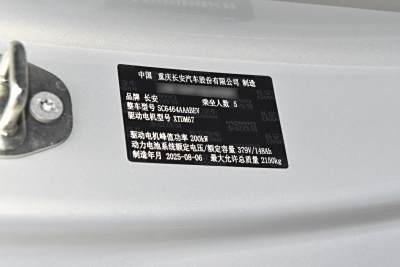 中国 重庆长安汽车股份有限公司 制造
品牌 长安 乘坐人数 5
整车型号 SC6464AAABEV
驱动电机型号 XTDM67
驱动电机峰值功率 200kW
动力电池系统额定电压/额定容量 379V/148Ah
制造年月 2025-08-06 最大允许总质量 2180kg